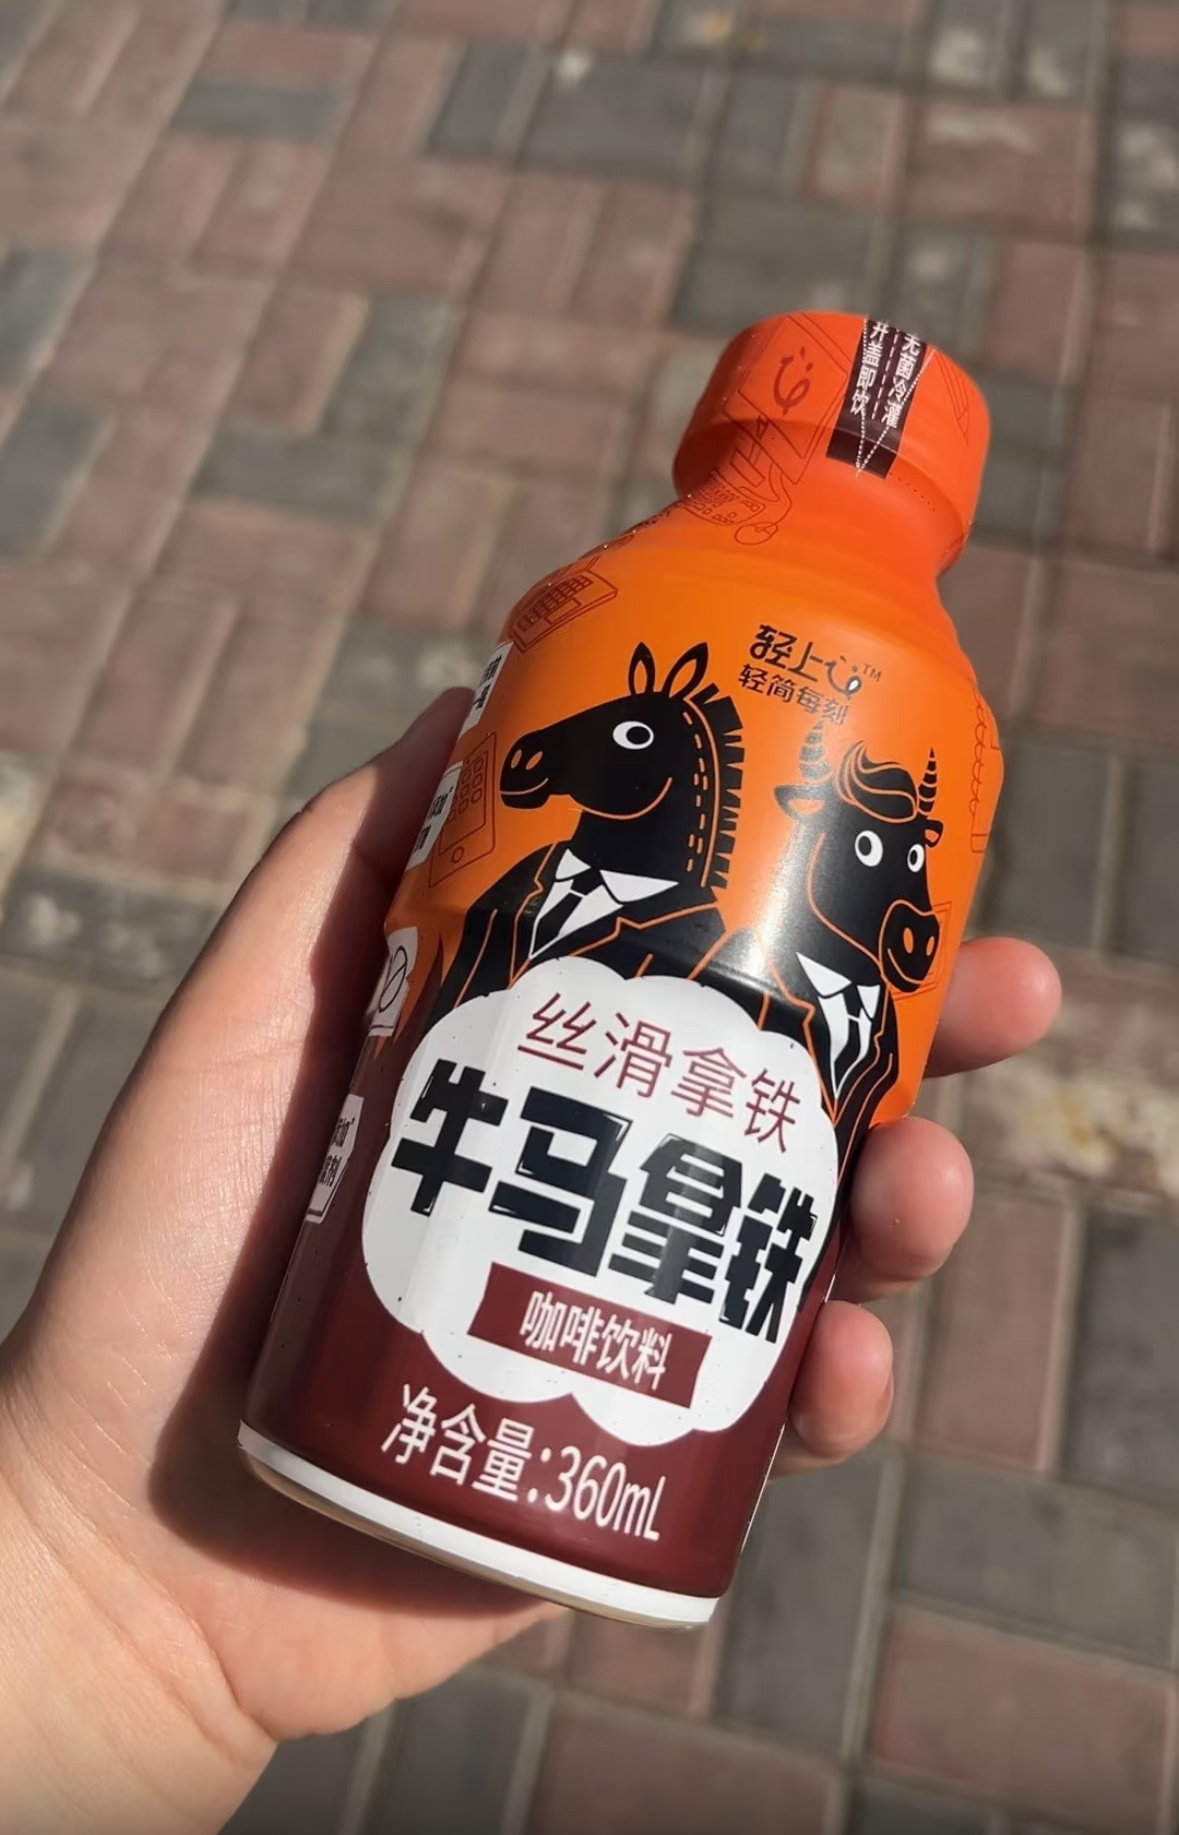 无菌冷灌
开盖即饮
轻上
TM
轻简每刻
丝滑拿铁
牛马拿铁
咖啡饮料
净含量:360mL